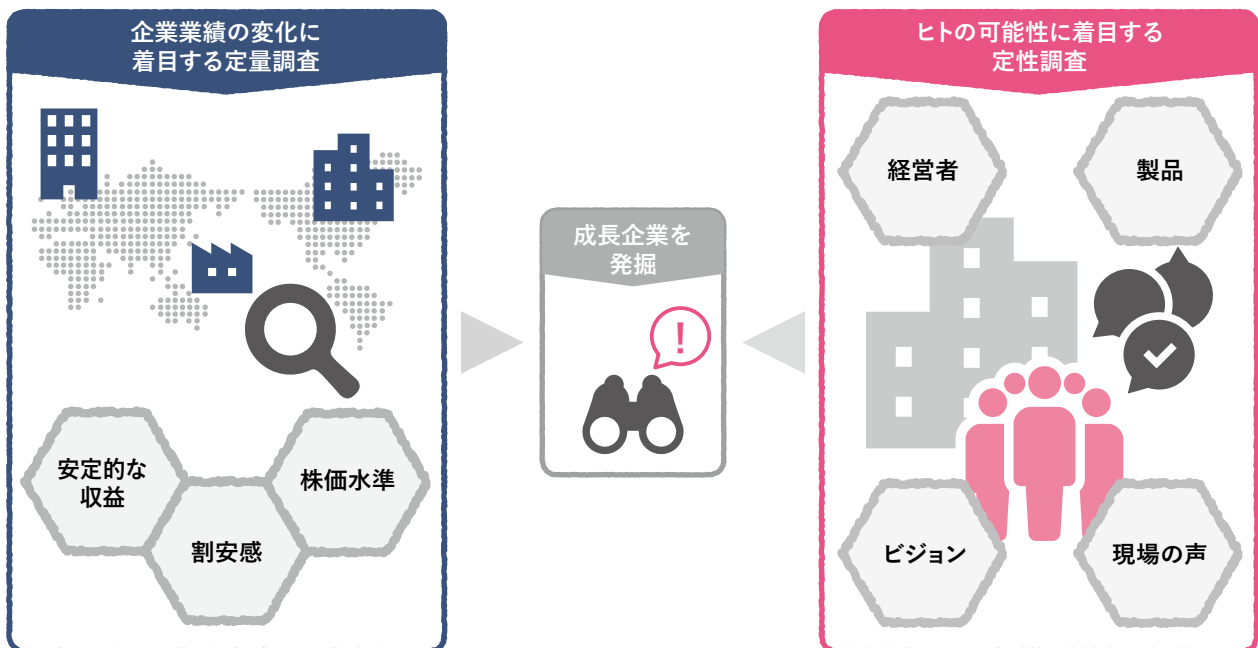 企業業績の変化に
着目する定量調査
安定的な
収益
割安感
株価水準
成長企業を
発掘
!
ヒトの可能性に着目する
定性調査
経営者
製品
ビジョン
現場の声